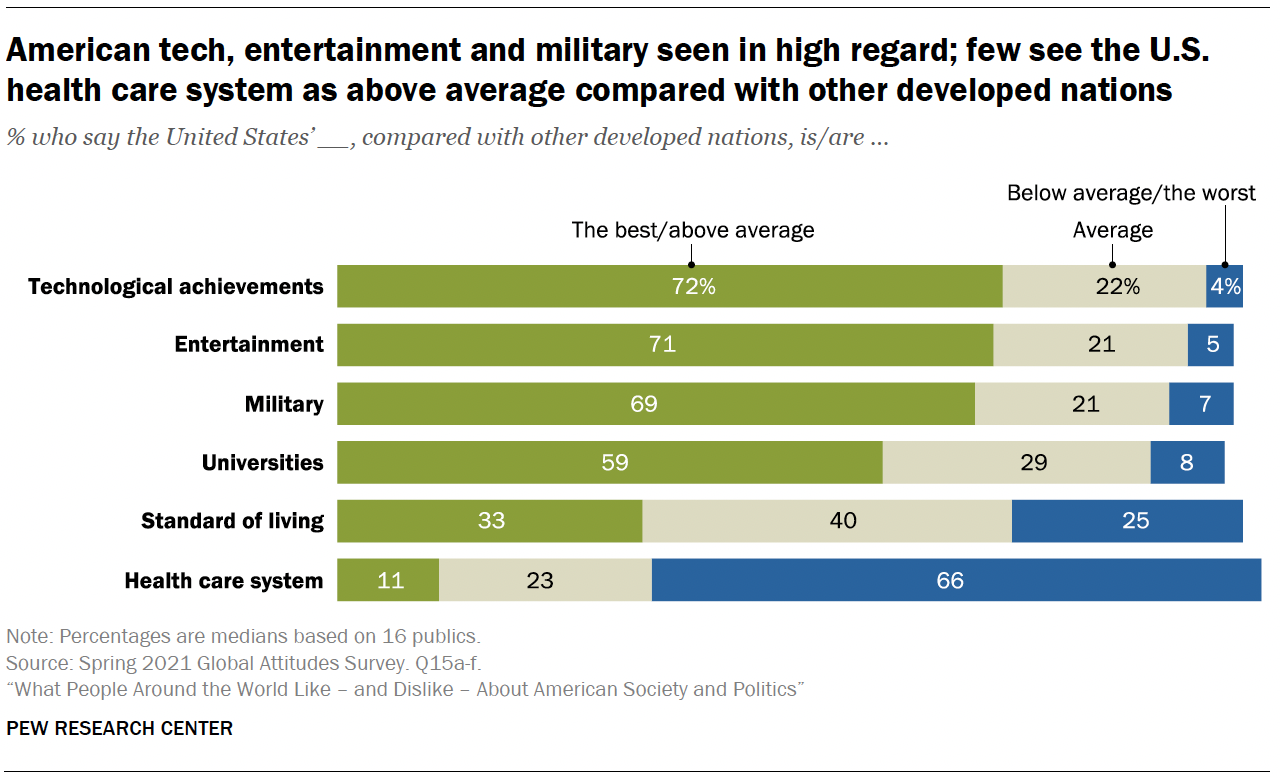 American tech, entertainment and military seen in high regard; few see the U.S.
health care system as above average compared with other developed nations
% who say the United States’ __, compared with other developed nations, is/are ...
Below average/the worst
The best/above average Average
Technological achievements 72% 22% 4%
Entertainment 71 21 5
Military 69 21 7
Universities 59 29 8
Standard of living 33 40 25
Health care system 11 23 66
Note: Percentages are medians based on 16 publics.
Source: Spring 2021 Global Attitudes Survey. Q15a-f.
“What People Around the World Like – and Dislike – About American Society and Politics”
PEW RESEARCH CENTER